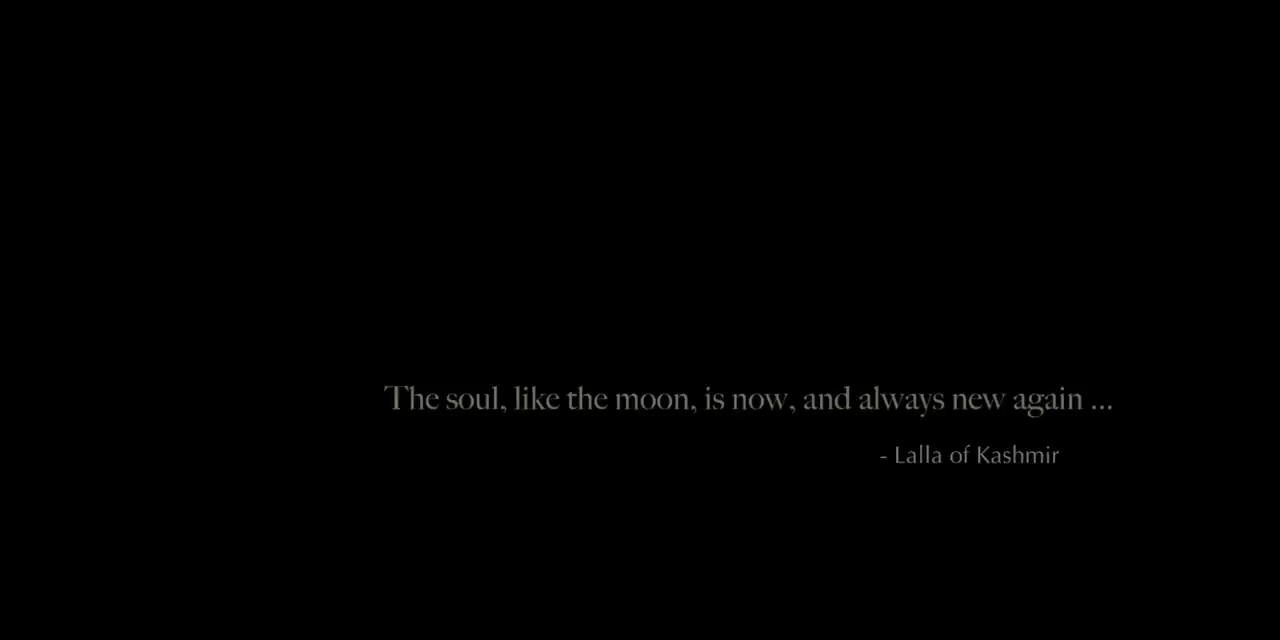 The soul, like the moon, is now, and always new again ...
- Lalla of Kashmir